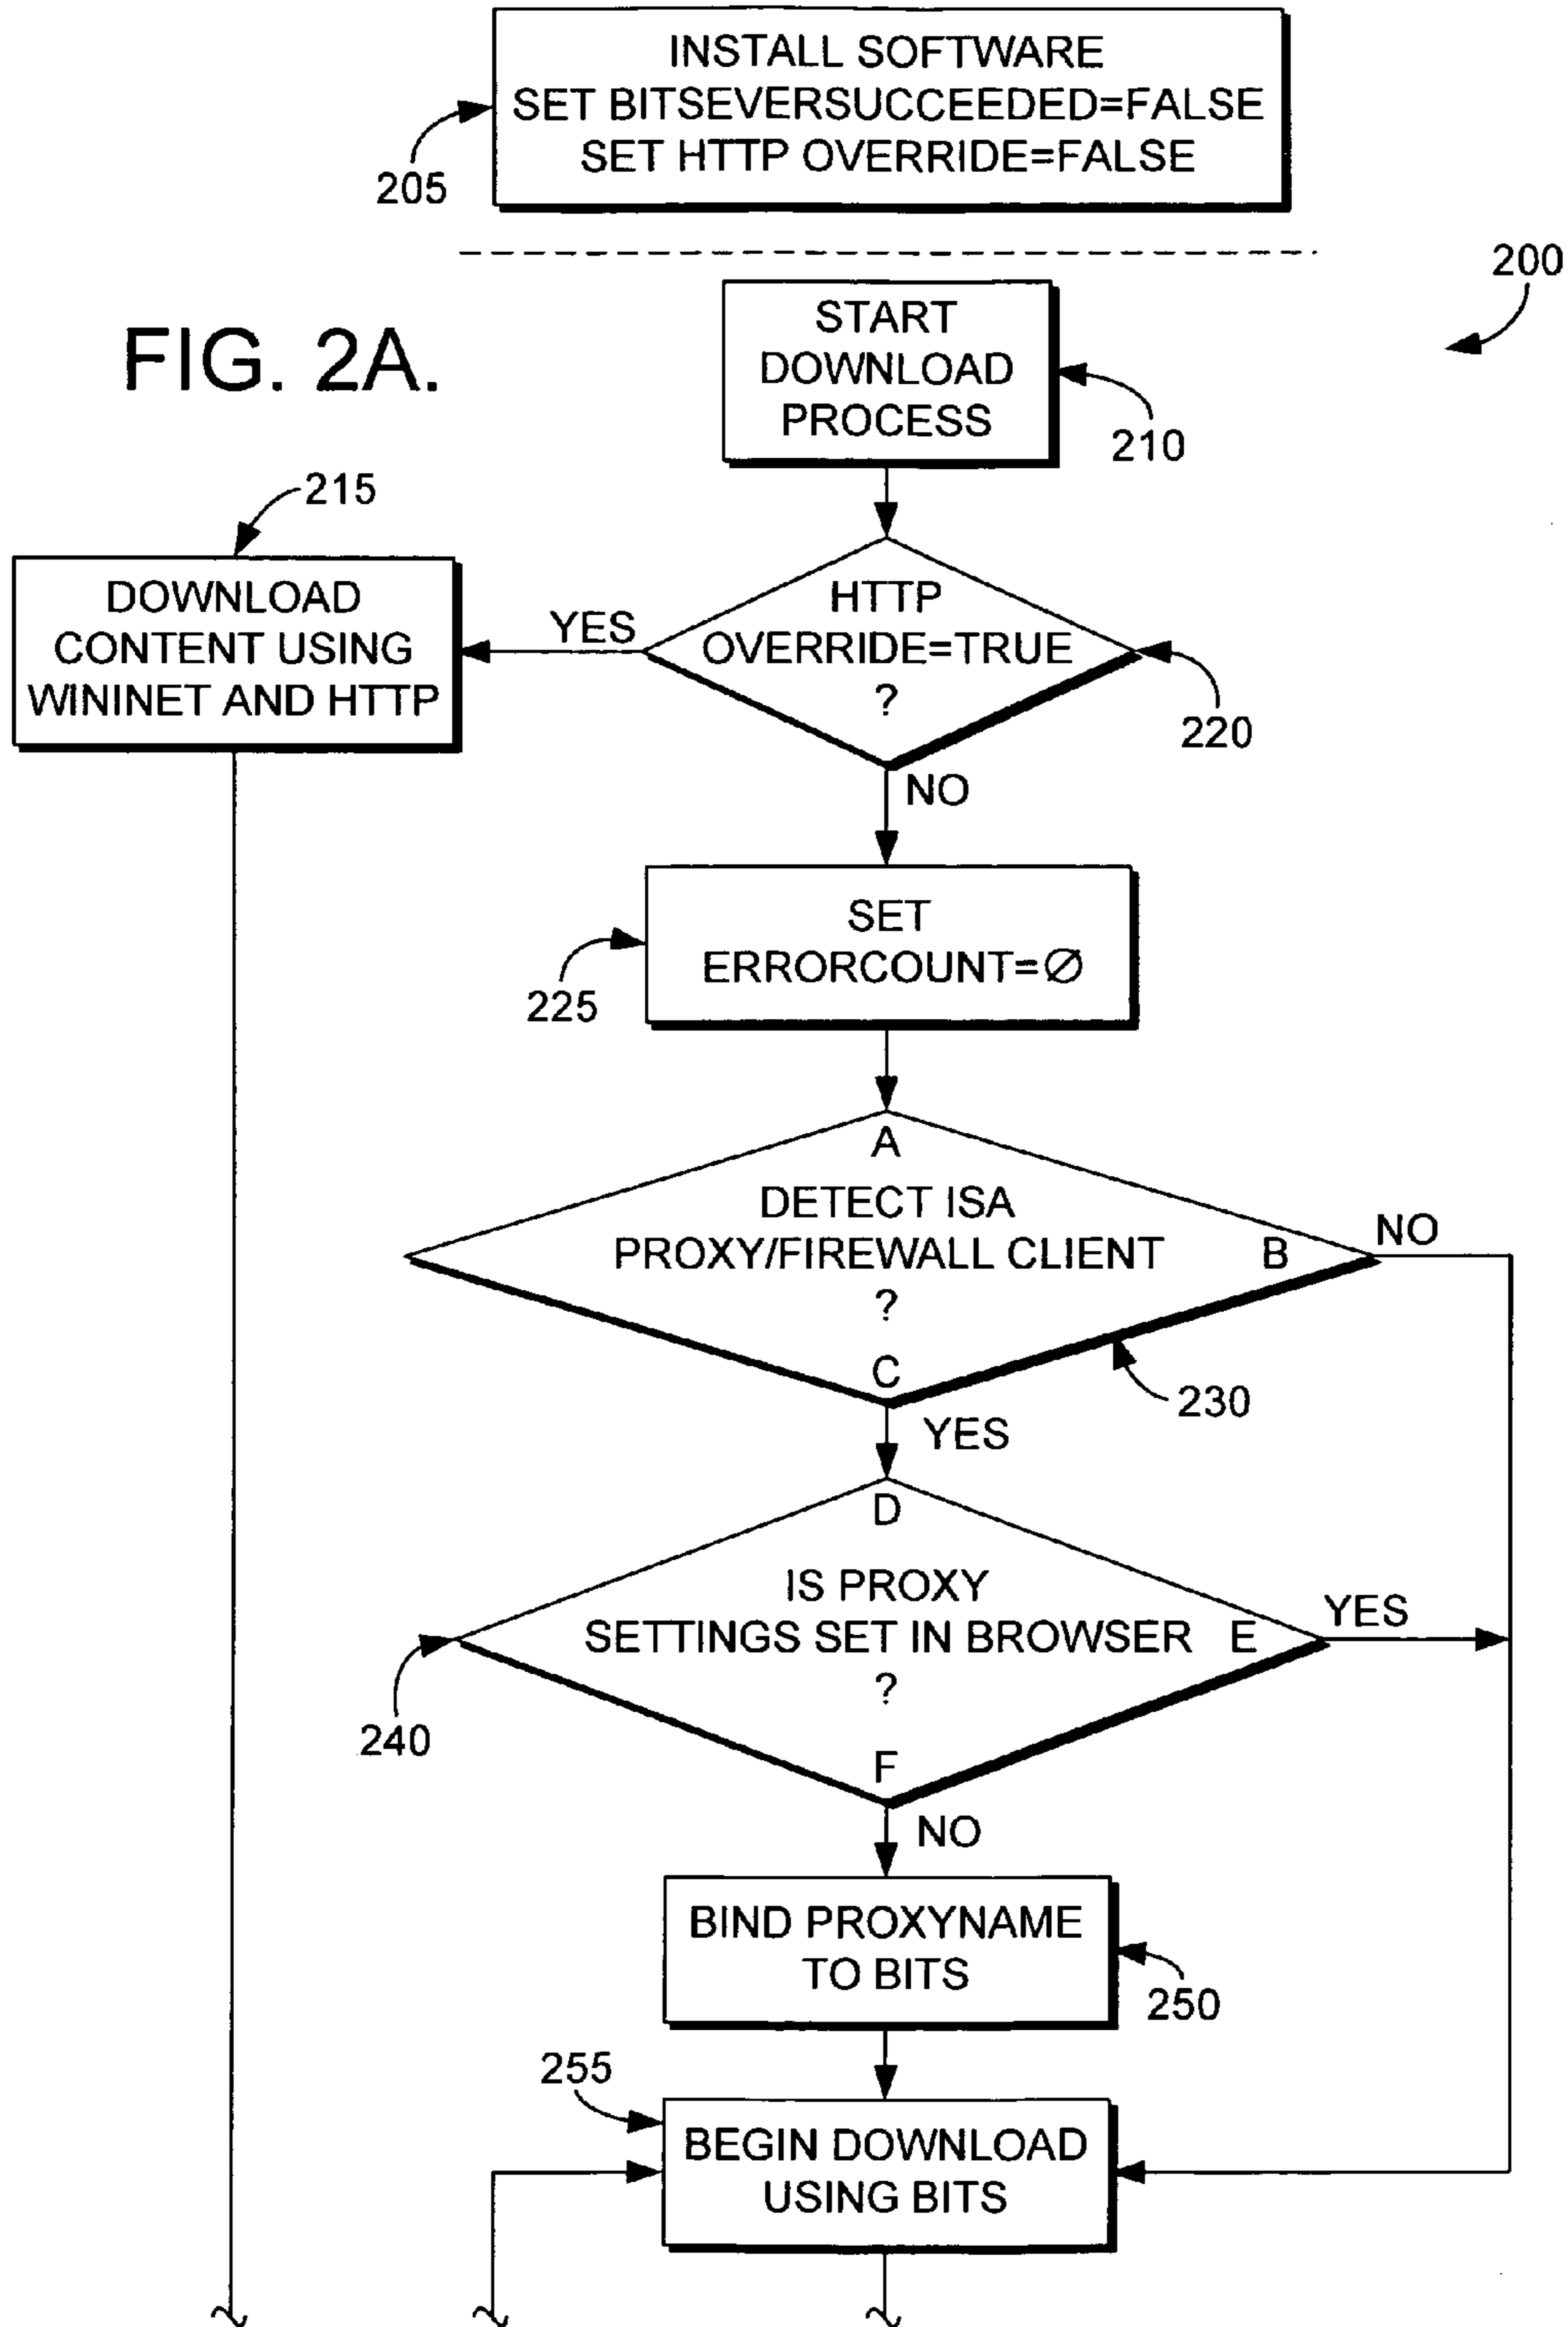 INSTALL SOFTWARE
SET BITSEVERSUCCEEDED=FALSE
SET HTTP OVERRIDE=FALSE
205
200
FIG. 2A.
START
DOWNLOAD
PROCESS
210
215
DOWNLOAD
CONTENT USING
WININET AND HTTP
YES
HTTP
OVERRIDE=TRUE
?
220
NO
SET
ERRORCOUNT=∅
225
A
DETECT ISA
PROXY/FIREWALL CLIENT
?
B
NO
C
230
YES
D
IS PROXY
SETTINGS SET IN BROWSER
?
E
YES
240
F
NO
BIND PROXYNAME
TO BITS
250
255
BEGIN DOWNLOAD
USING BITS